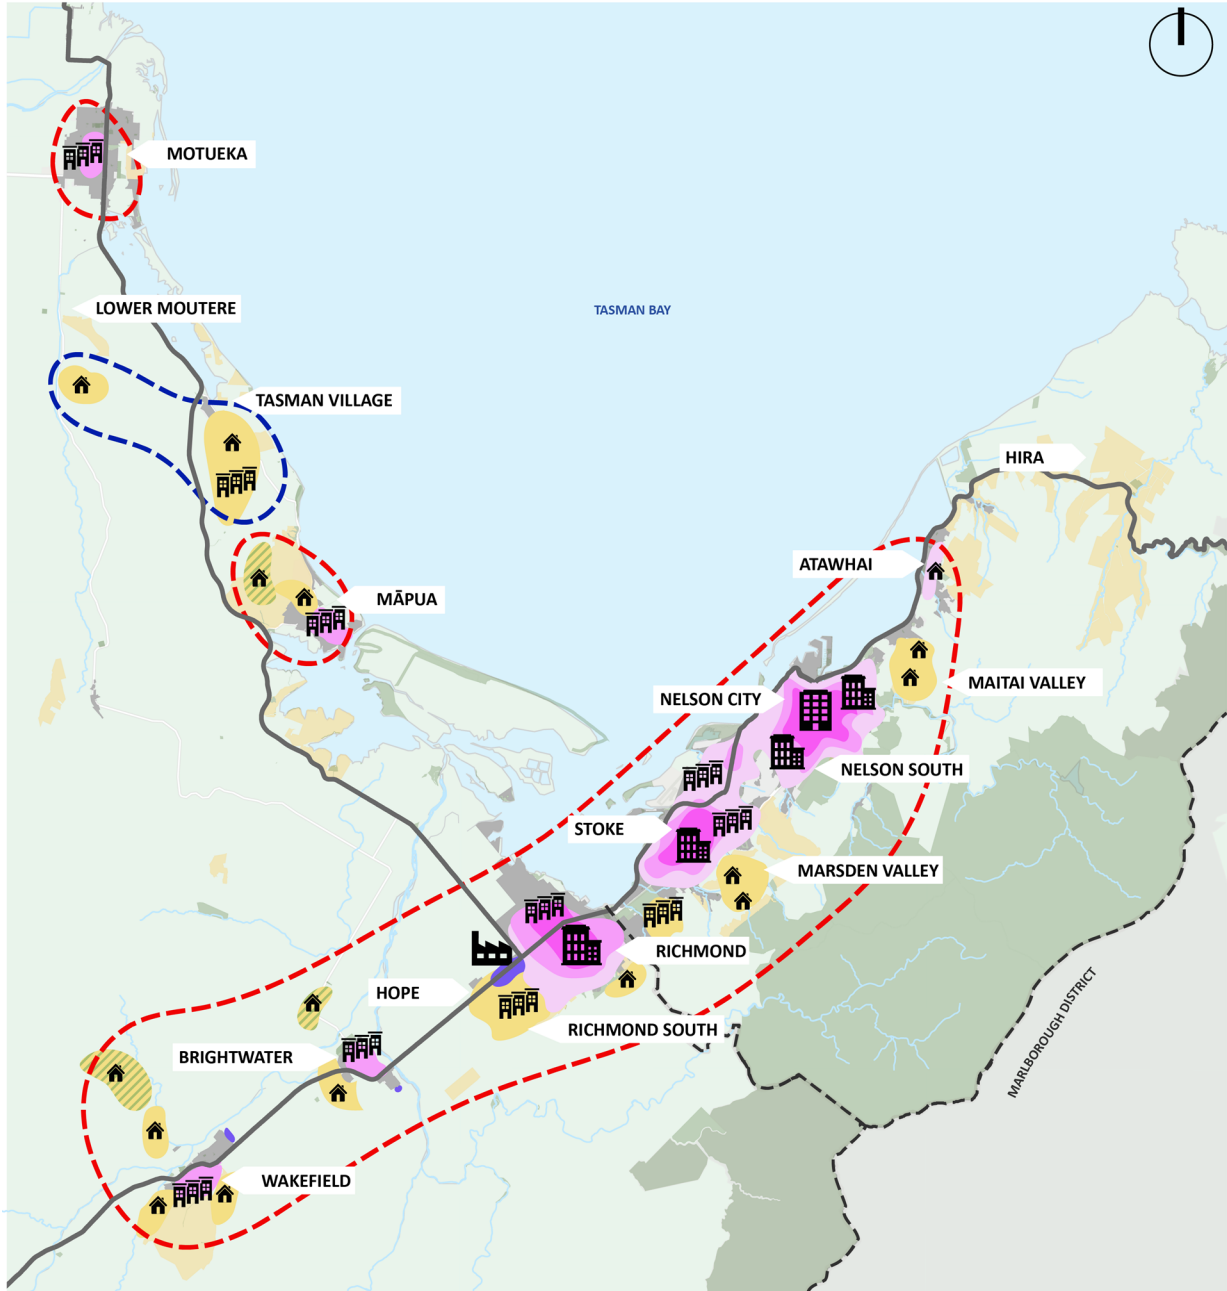 MOTUEKA
LOWER MOUTERE
TASMAN BAY
TASMAN VILLAGE
HIRA
ATAWHAI
MĀPUA
MAITAI VALLEY
NELSON CITY
NELSON SOUTH
STOKE
MARSDEN VALLEY
RICHMOND
HOPE
RICHMOND SOUTH
BRIGHTWATER
MARLBOROUGH DISTRICT
WAKEFIELD